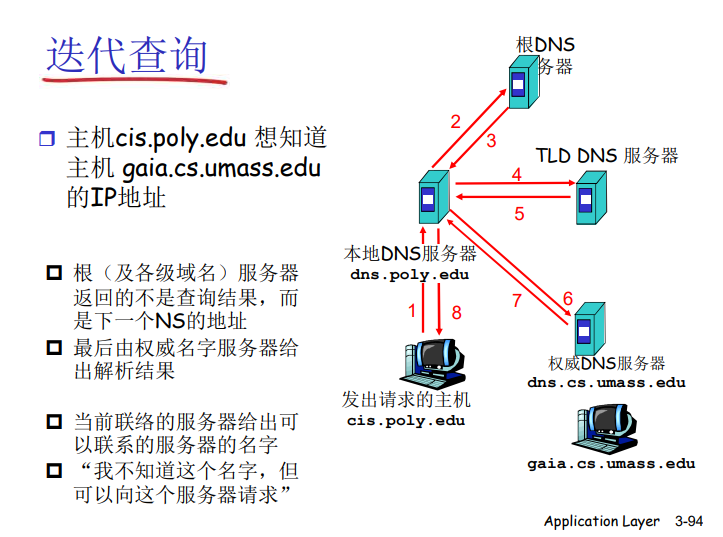 迭代查询
主机cis.poly.edu 想知道
主机 gaia.cs.umass.edu
的IP地址
根（及各级域名）服务器
返回的不是查询结果，而
是下一个NS的地址
最后由权威名字服务器给
出解析结果
当前联络的服务器给出可
以联系的服务器的名字
“我不知道这个名字，但
可以向这个服务器请求”
根DNS
务器
2
3
TLD DNS 服务器
4
5
本地DNS服务器
dns.poly.edu
1
8
7
6
发出请求的主机
cis.poly.edu
权威DNS服务器
dns.cs.umass.edu
gaia.cs.umass.edu
Application Layer 3-94